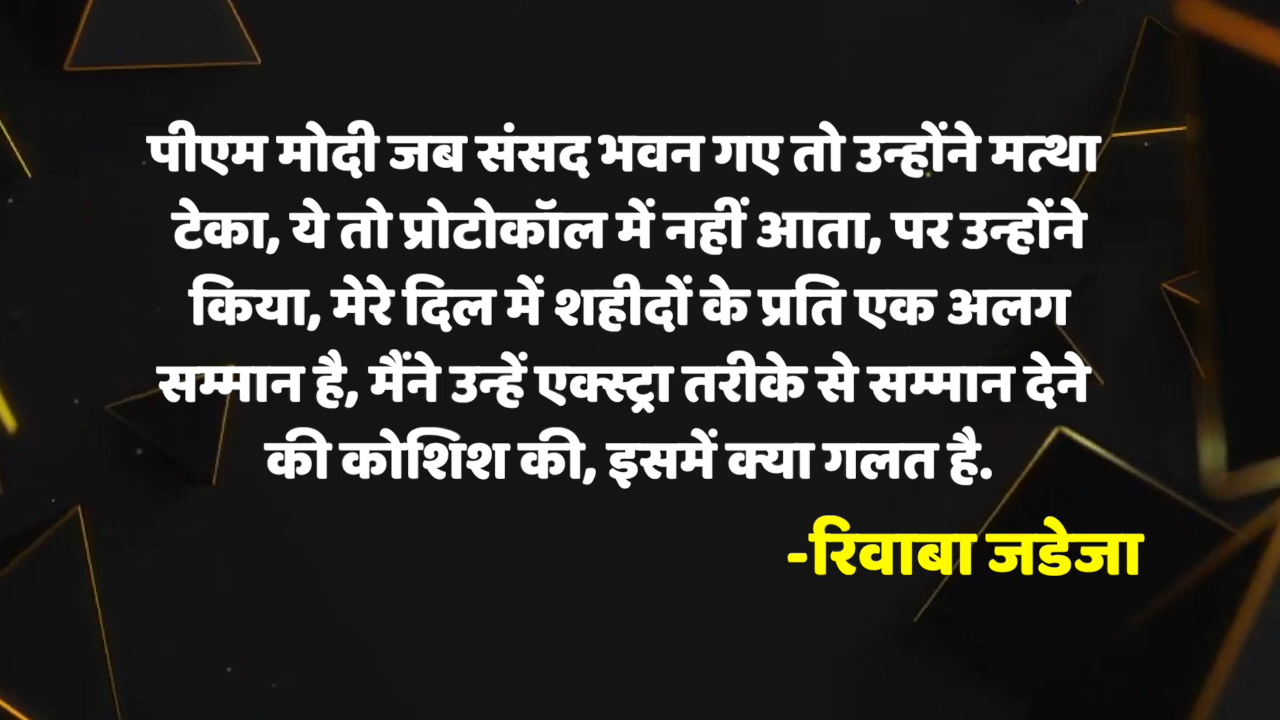 पीएम मोदी जब संसद भवन गए तो उन्होंने मत्था
टेका, ये तो प्रोटोकॉल में नहीं आता, पर उन्होंने
किया, मेरे दिल में शहीदों के प्रति एक अलग
सम्मान है, मैंने उन्हें एक्स्ट्रा तरीके से सम्मान देने
की कोशिश की, इसमें क्या गलत है.
-रिवाबा जडेजा